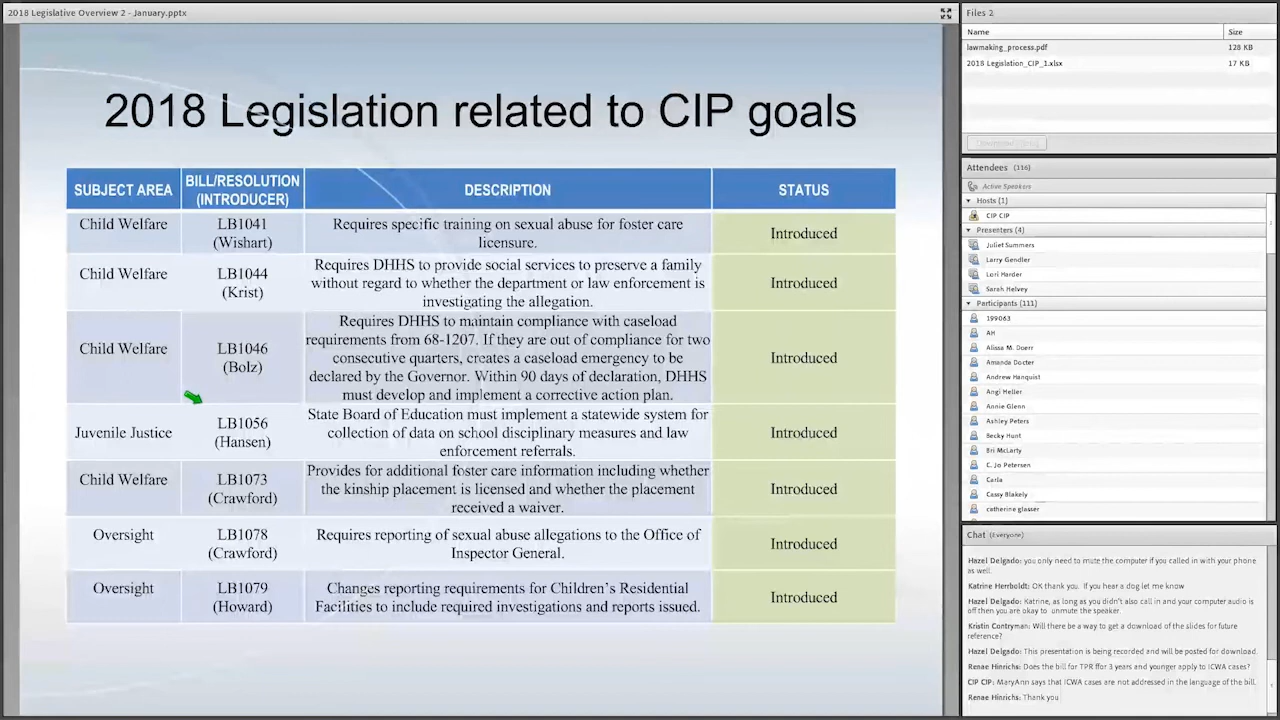 2018 Legislative Overview 2 - January.pptx
2018 Legislation related to CIP goals
SUBJECT AREA
BILL/RESOLUTION
(INTRODUCER)
DESCRIPTION
STATUS
Child Welfare
LB1041
(Wishart)
Requires specific training on sexual abuse for foster care
licensure.
Introduced
Child Welfare
LB1044
(Krist)
Requires DHHS to provide social services to preserve a family
without regard to whether the department or law enforcement is
investigating the allegation.
Introduced
Child Welfare
LB1046
(Bolz)
Requires DHHS to maintain compliance with caseload
requirements from 68-1207. If they are out of compliance for two
consecutive quarters, creates a caseload emergency to be
declared by the Governor. Within 90 days of declaration, DHHS
must develop and implement a corrective action plan.
Introduced
Juvenile Justice
LB1056
(Hansen)
State Board of Education must implement a statewide system for
collection of data on school disciplinary measures and law
enforcement referrals.
Introduced
Child Welfare
LB1073
(Crawford)
Provides for additional foster care information including whether
the kinship placement is licensed and whether the placement
received a waiver.
Introduced
Oversight
LB1078
(Crawford)
Requires reporting of sexual abuse allegations to the Office of
Inspector General.
Introduced
Oversight
LB1079
(Howard)
Changes reporting requirements for Children's Residential
Facilities to include required investigations and reports issued.
Introduced
Files 2
Name
Size
lawmaking_process.pdf
128 KB
2018 Legislation_CIP_1.xlsx
17 KB
Attendees (116)
Active Speakers
Hosts (1)
CIP CIP
Presenters (4)
Juliet Summers
Larry Gendler
Lori Harder
Sarah Helvey
Participants (111)
199063
AH
Alissa M. Doerr
Amanda Docter
Andrew Hanquist
Angi Heller
Annie Glenn
Ashley Peters
Becky Hunt
Bri McLarty
C. Jo Petersen
Carla
Cassy Blakely
catherine glasser
Chat (Everyone)
Hazel Delgado: you only need to mute the computer if you called in with your phone
as well.
Katrine Herrboldt: OK thank you. If you hear a dog let me know
Hazel Delgado: Katrine, as long as you didn't also call in and your computer audio is
off then you are okay to unmute the speaker.
Kristin Contryman: Will there be a way to get a download of the slides for future
reference?
Hazel Delgado: This presentation is being recorded and will be posted for download.
Renae Hinrichs: Does the bill for TPR ffor 3 years and younger apply to ICWA cases?
CIP CIP: MaryAnn says that ICWA cases are not addressed in the language of the bill.
Renae Hinrichs: Thank you